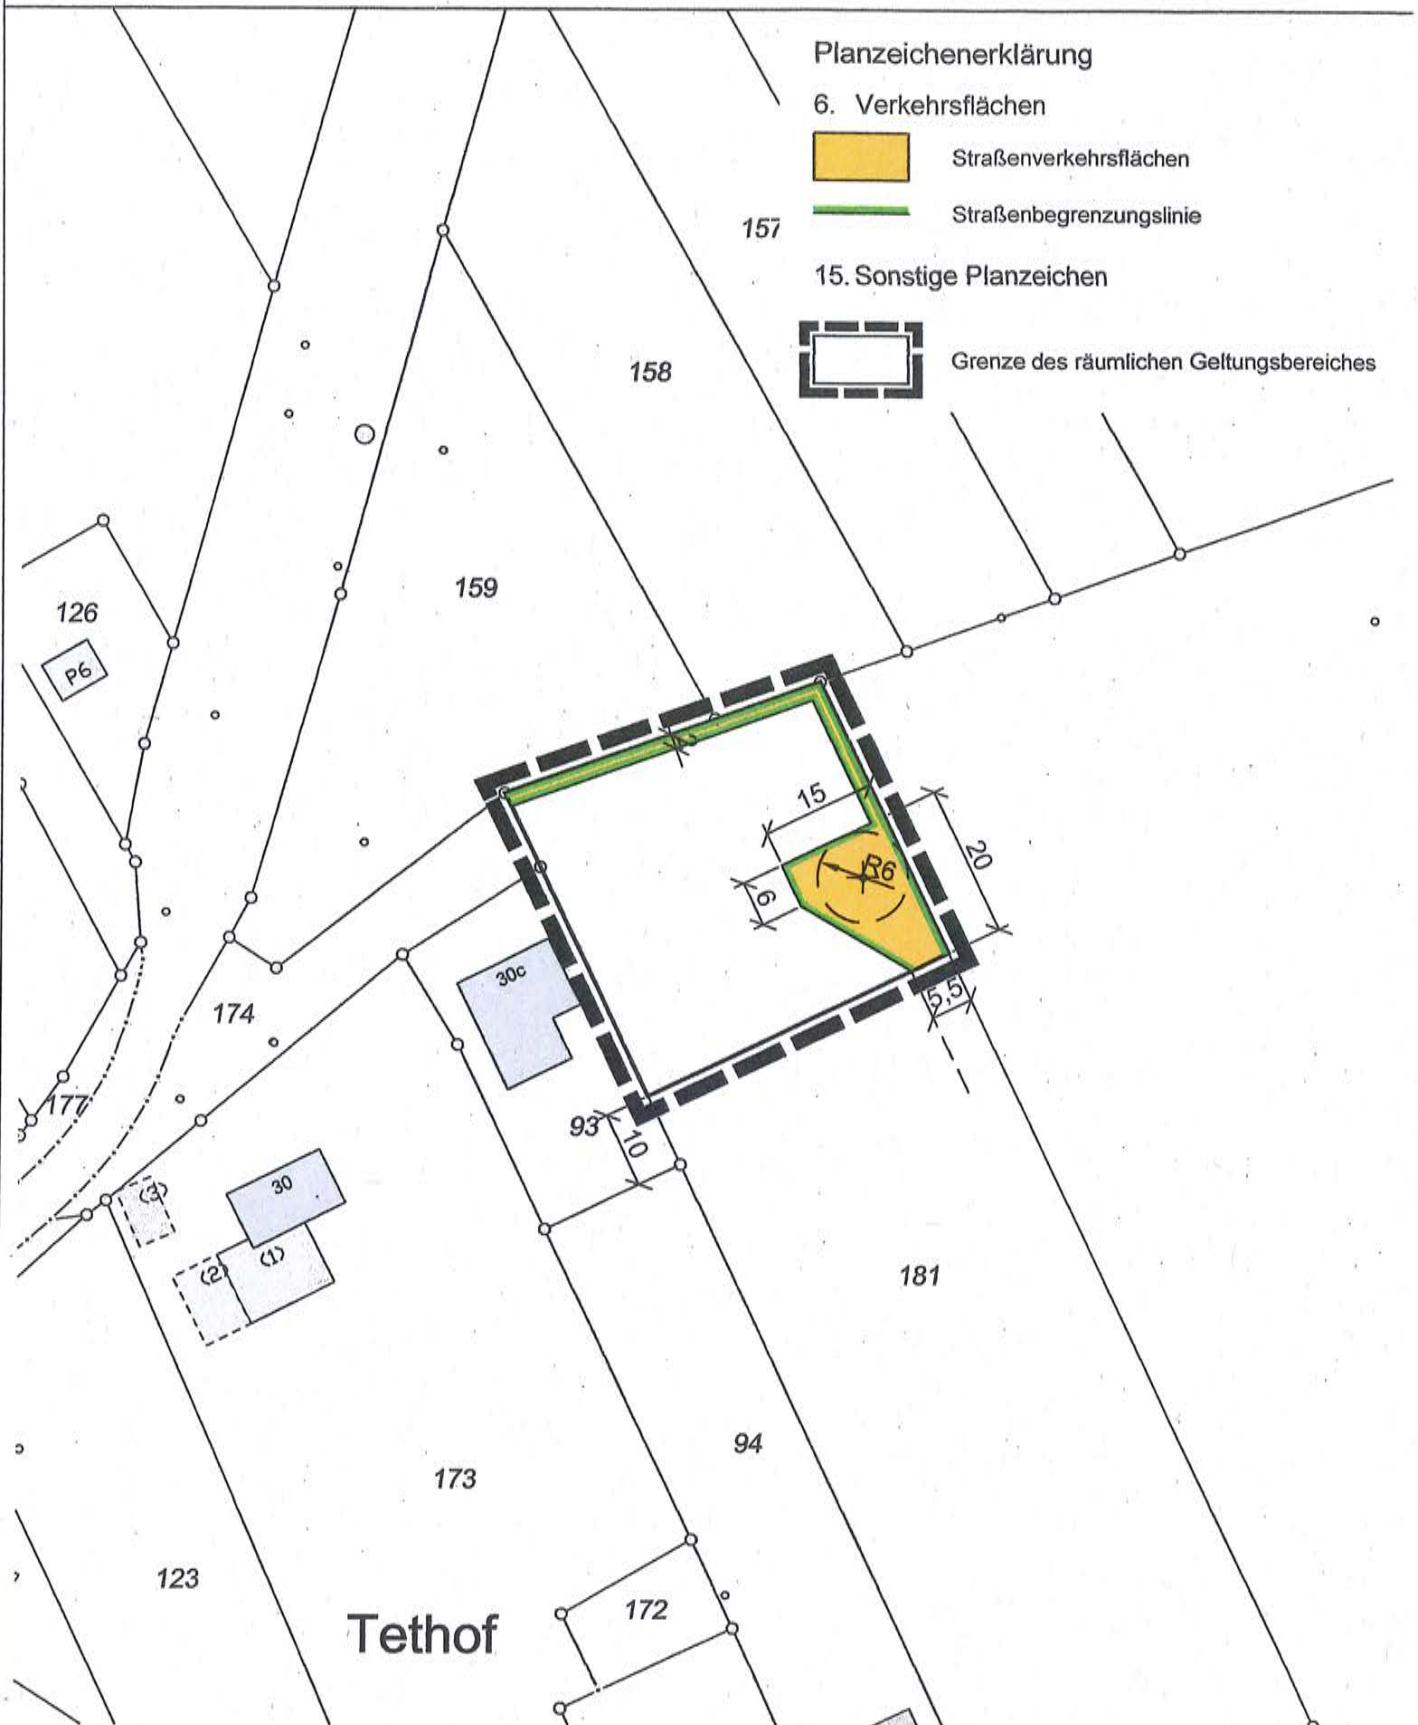 Planzeichenerklärung
6. Verkehrsflächen
Straßenverkehrsflächen
Straßenbegrenzungslinie
157
15. Sonstige Planzeichen
Grenze des räumlichen Geltungsbereiches
158
159
126
P6
2
15
20
R6
6
30c
5,5
174
177
93
10
(3)
30
(2)
(1)
181
94
173
123
172
Tethof